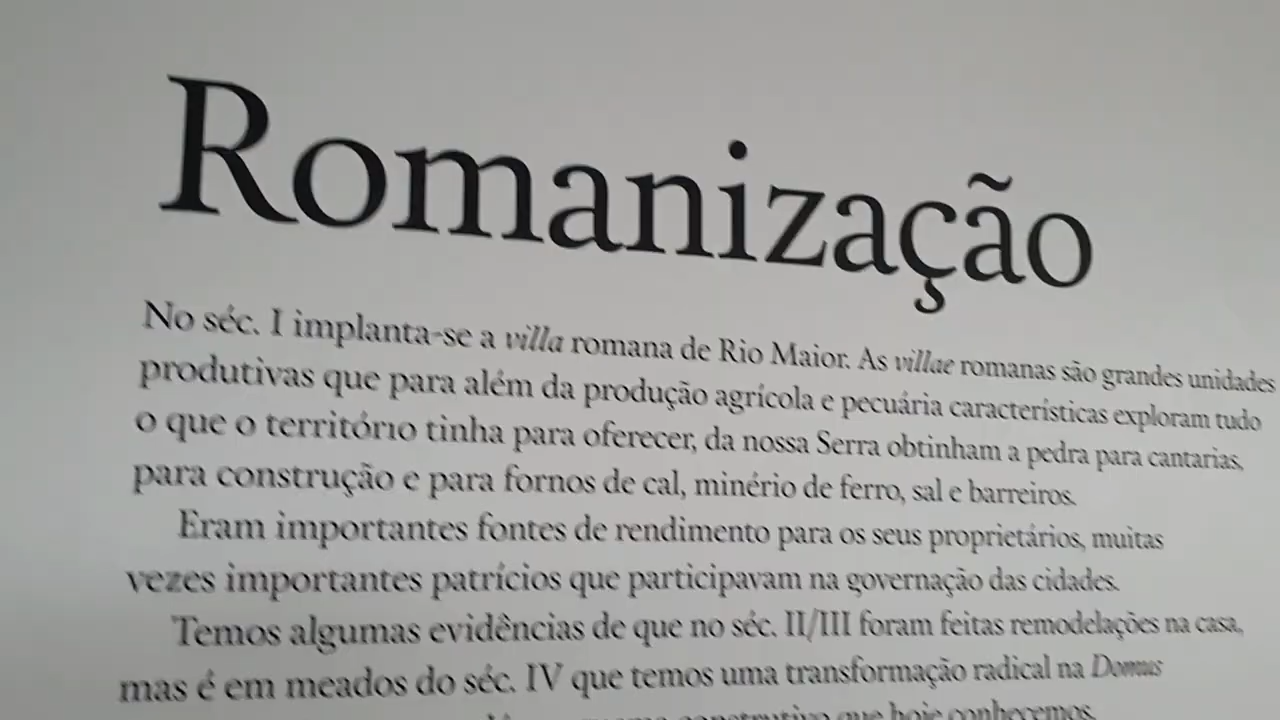 Romanização
No séc. I implanta-se a villa romana de Rio Maior. As villae romanas são grandes unidades
produtivas que para além da produção agrícola e pecuária características exploram tudo
o que o território tinha para oferecer, da nossa Serra obtinham a pedra para cantarias,
para construção e para fornos de cal, minério de ferro, sal e barreiros.
Eram importantes fontes de rendimento para os seus proprietários, muitas
vezes importantes patrícios que participavam na governação das cidades.
Temos algumas evidências de que no séc. II/III foram feitas remodelações na casa,
mas é em meados do séc. IV que temos uma transformação radical na Domus
que hoje conhecemos.